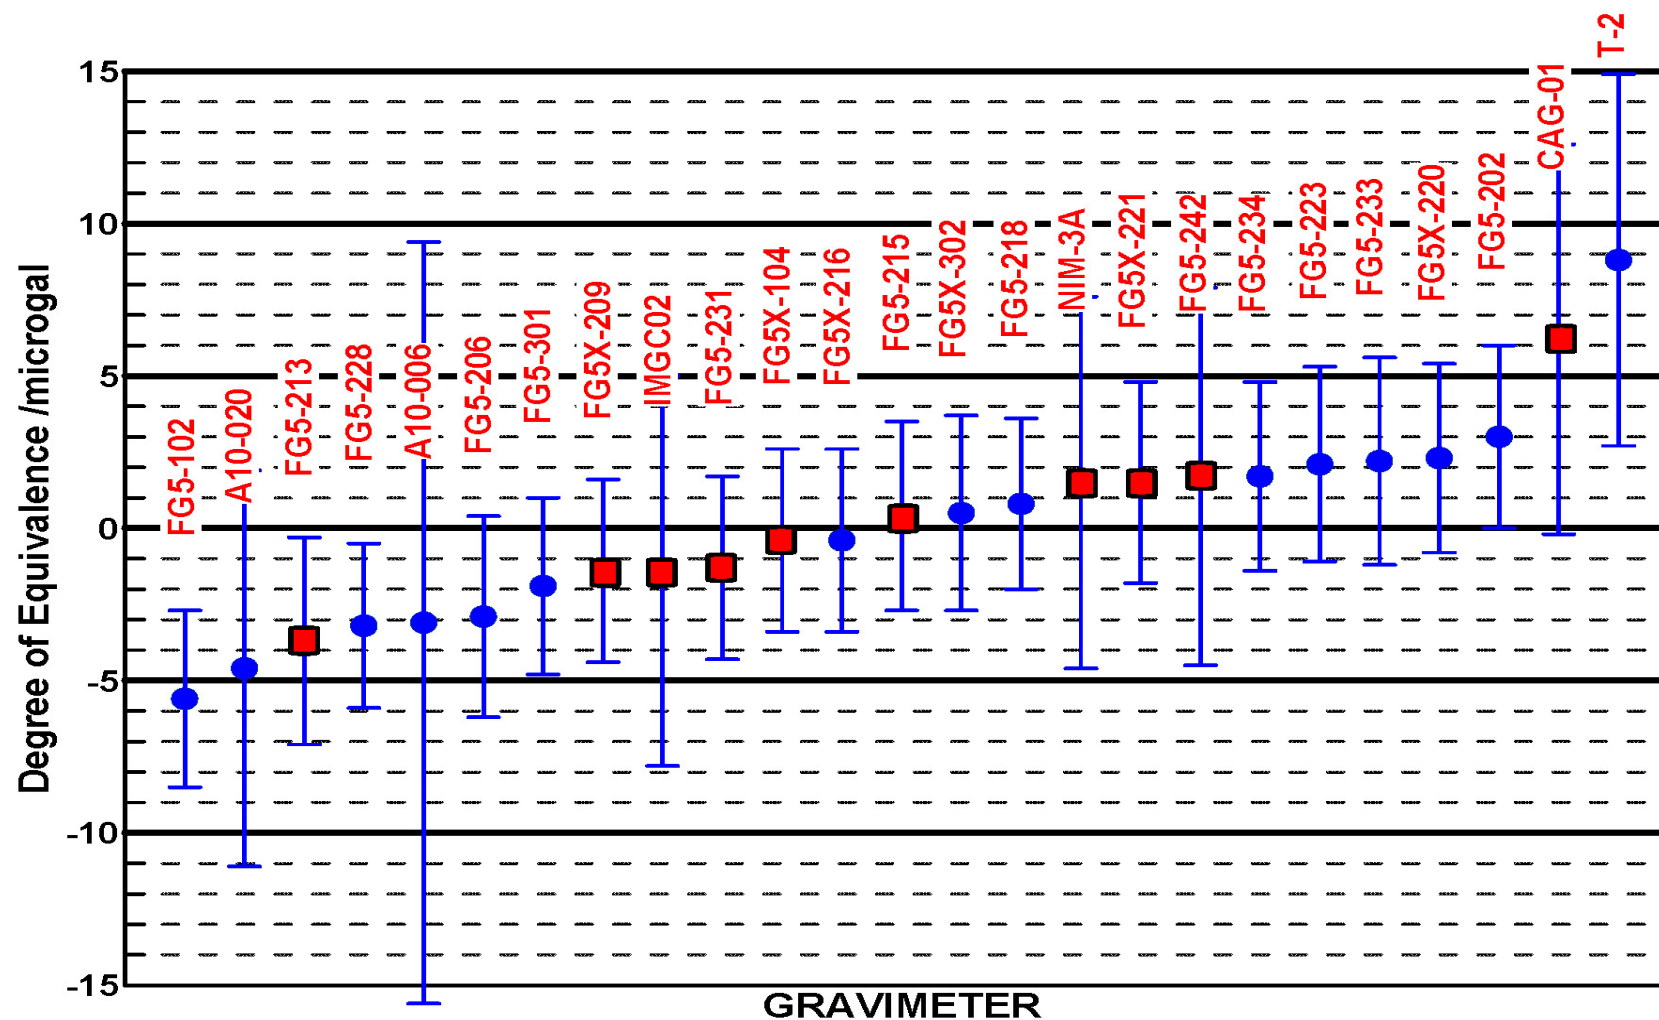 Degree of Equivalence /microgal
15
10
5
0
-5
-10
-15
FG5-102
A10-020
FG5-213
FG5-228
A10-006
FG5-206
FG5-301
FG5X-209
IMGC02
FG5-231
FG5X-104
FG5X-216
FG5-215
FG5X-302
FG5-218
NIM-3A
FG5X-221
FG5-242
FG5-234
FG5-223
FG5-233
FG5X-220
FG5-202
CAG-01
T-2
GRAVIMETER